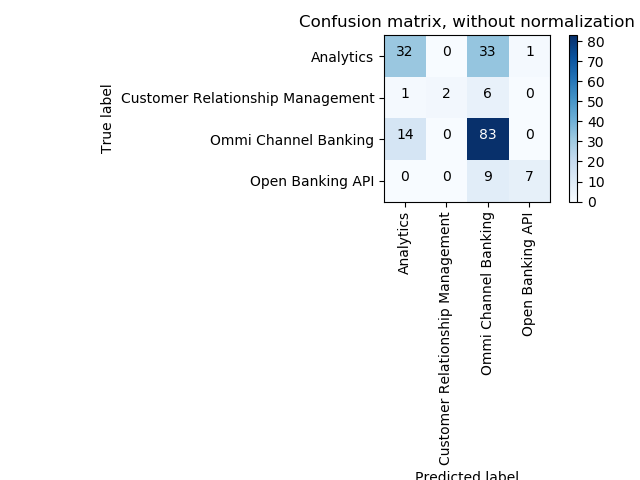 Confusion matrix, without normalization
True label
Analytics 32 0 33 1
Customer Relationship Management 1 2 6 0
Ommi Channel Banking 14 0 83 0
Open Banking API 0 0 9 7
Analytics
Customer Relationship Management
Ommi Channel Banking
Open Banking API
Predicted label
80
70
60
50
40
30
20
10
0